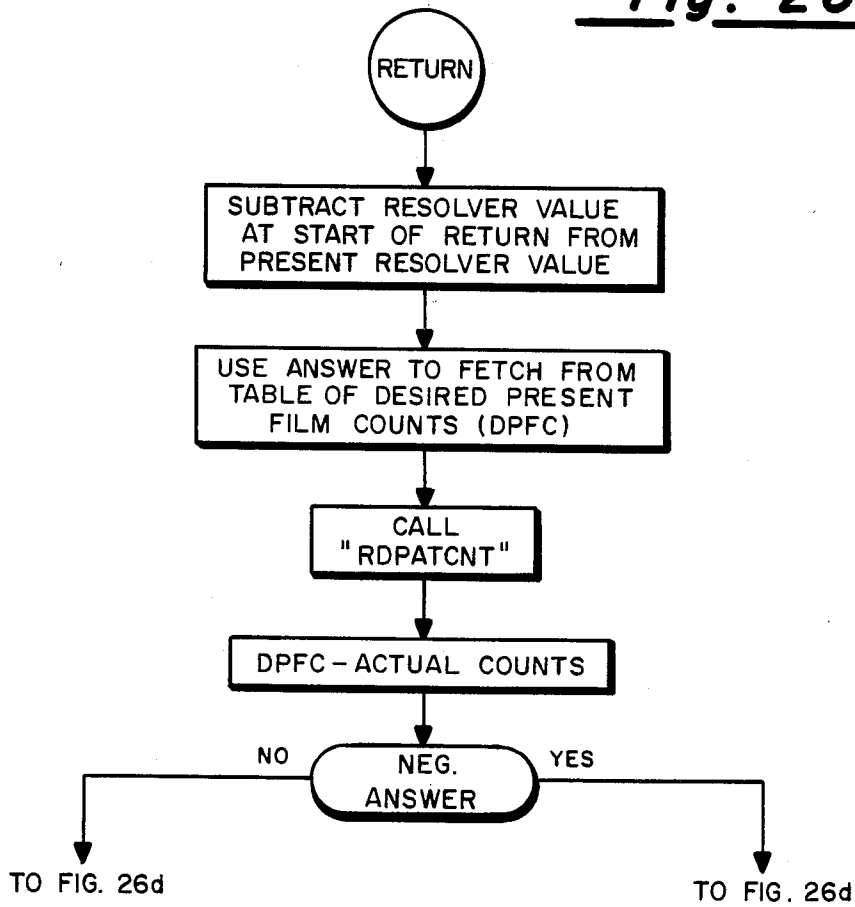 Fig. 26
RETURN
SUBTRACT RESOLVER VALUE
AT START OF RETURN FROM
PRESENT RESOLVER VALUE
USE ANSWER TO FETCH FROM
TABLE OF DESIRED PRESENT
FILM COUNTS (DPFC)
CALL
"RDPATCNT"
DPFC-ACTUAL COUNTS
NO
NEG.
ANSWER
YES
TO FIG. 26d
TO FIG. 26d